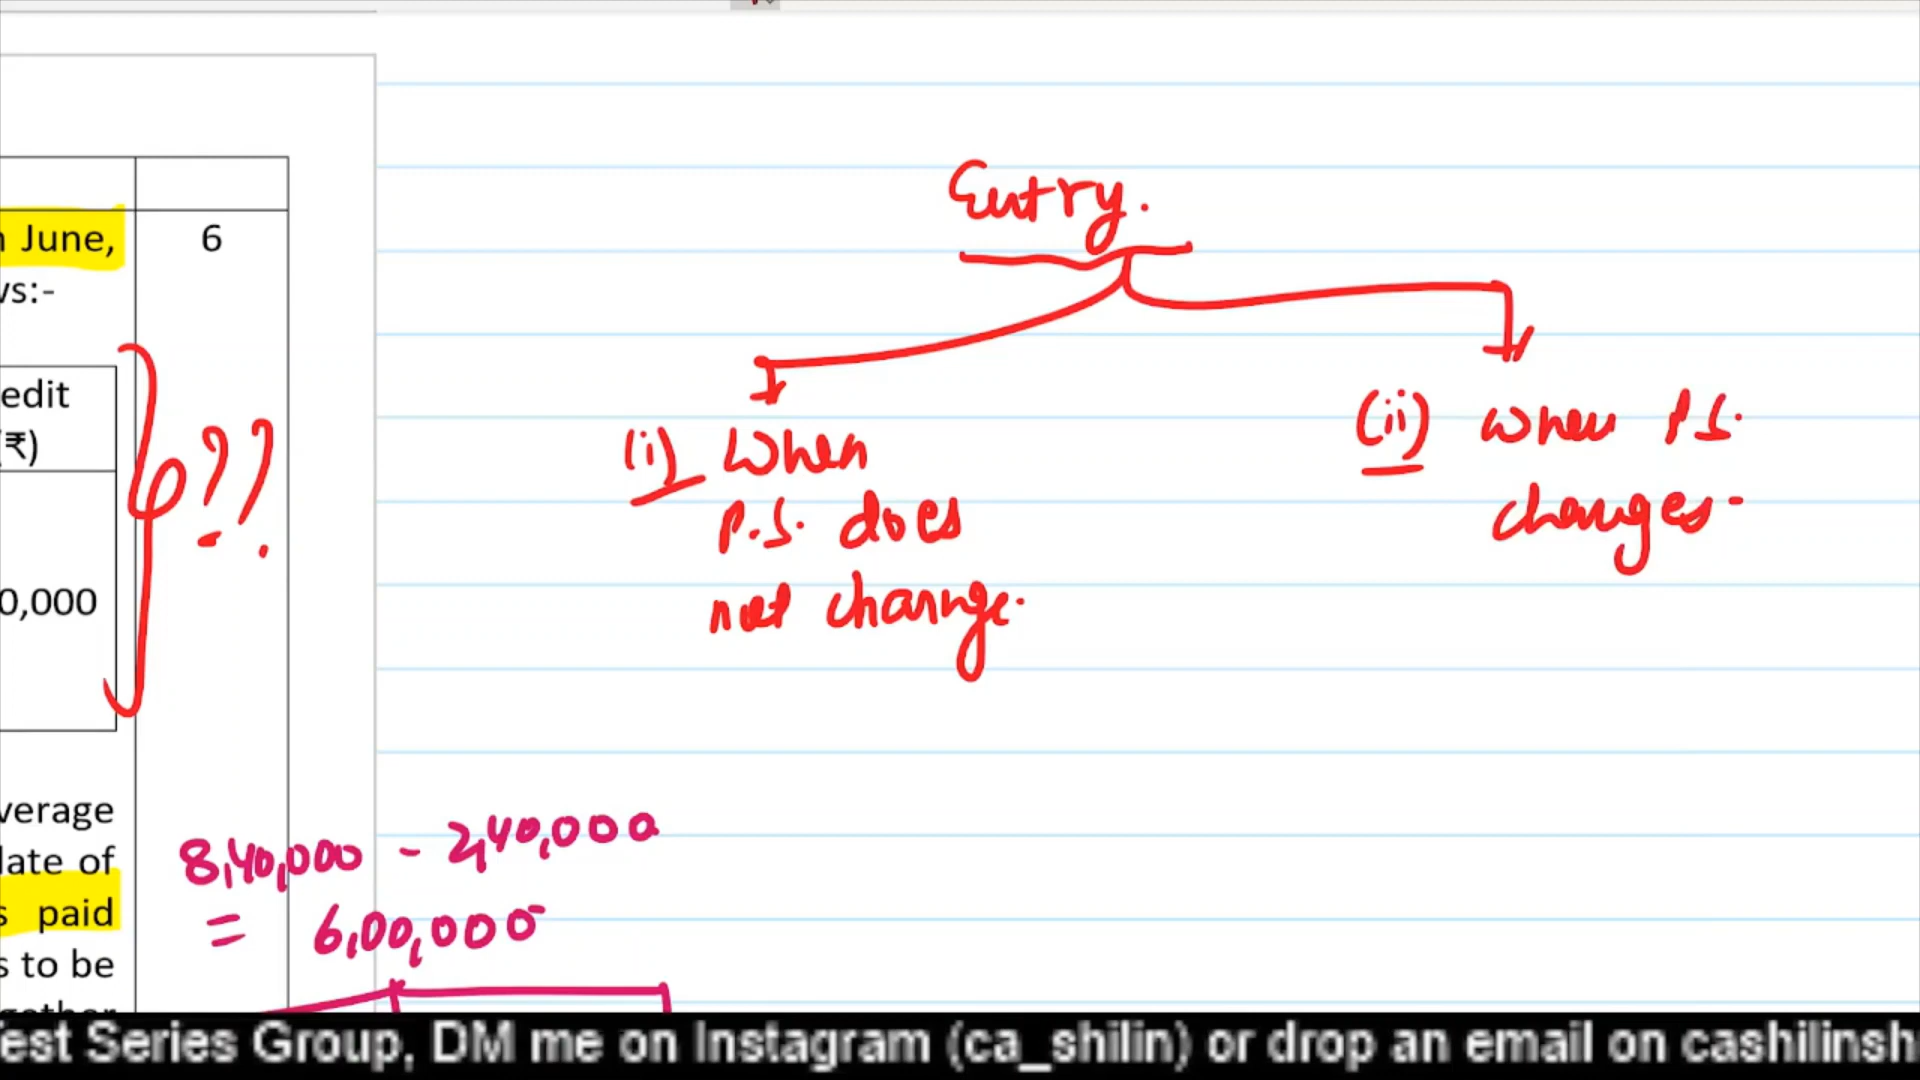 Entry.
June,
6
vs:-
edit
(₹)
??
(i) When
P.S. does
not change.
(ii) when P.S.
changes-
0,000
verage
late of
s paid
s to be
gether
8,40,000 - 2,40,000
= 6,00,000
est Series Group, DM me on Instagram (ca_shilin) or drop an email on cashilinsh